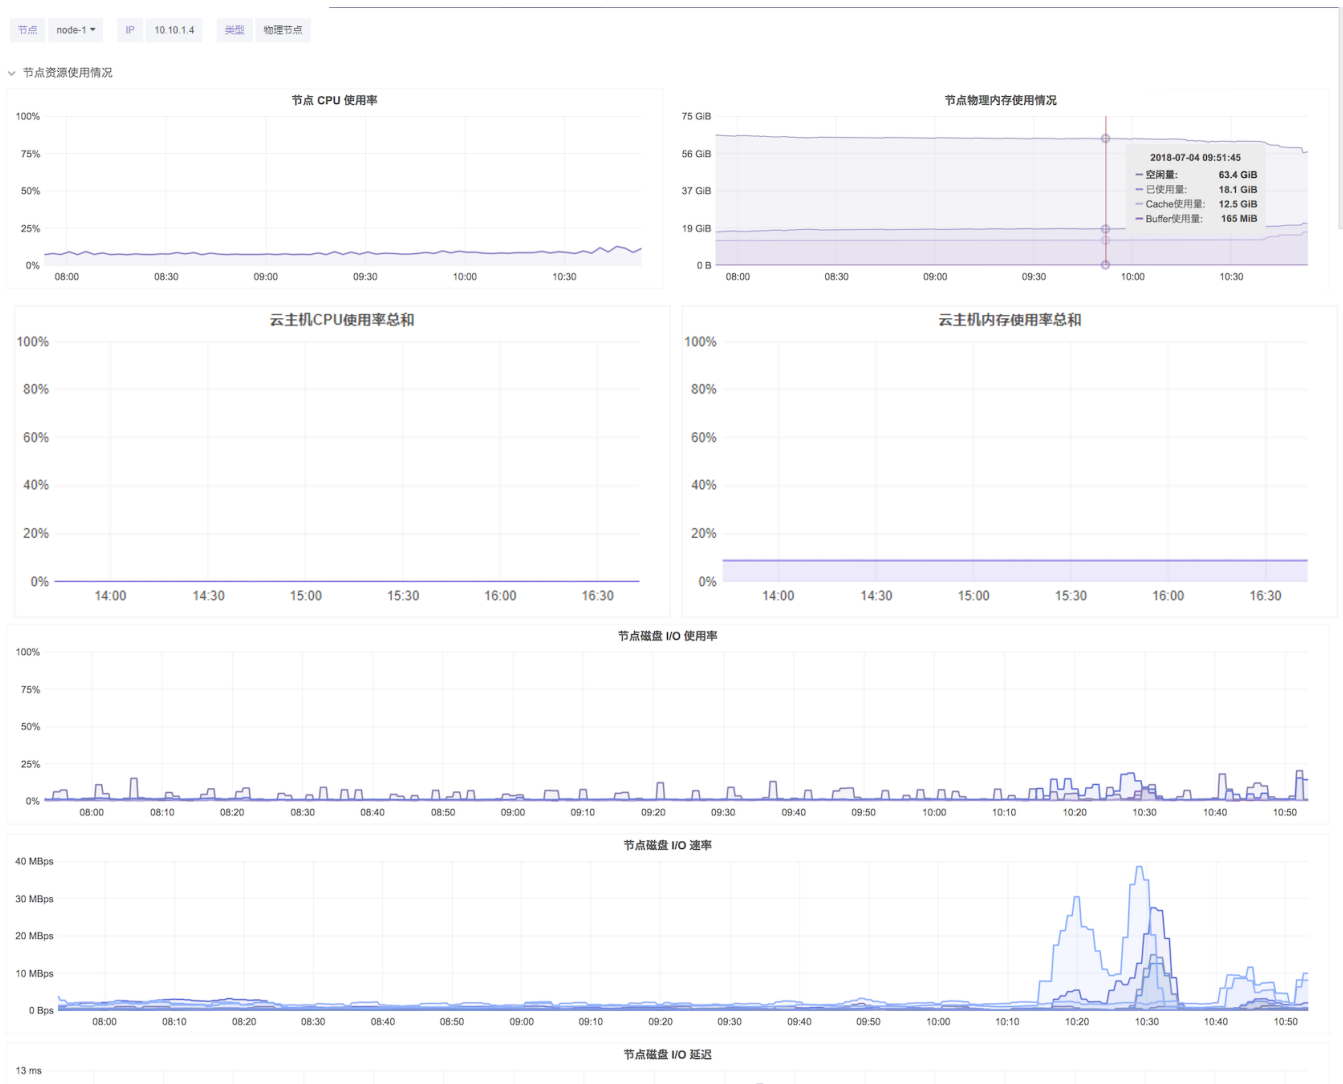 节点 node-1 IP 10.10.1.4 类型 物理节点
节点资源使用情况
节点 CPU 使用率
100%
75%
50%
25%
0%
08:00 08:30 09:00 09:30 10:00 10:30
节点物理内存使用情况
75 GiB
56 GiB
37 GiB
19 GiB
0 B
2018-07-04 09:51:45
空闲量: 63.4 GiB
已使用量: 18.1 GiB
Cache使用量: 12.5 GiB
Buffer使用量: 165 MiB
08:00 08:30 09:00 09:30 10:00 10:30
云主机CPU使用率总和
100%
80%
60%
40%
20%
0%
14:00 14:30 15:00 15:30 16:00 16:30
云主机内存使用率总和
100%
80%
60%
40%
20%
0%
14:00 14:30 15:00 15:30 16:00 16:30
节点磁盘 I/O 使用率
100%
75%
50%
25%
0%
08:00 08:10 08:20 08:30 08:40 08:50 09:00 09:10 09:20 09:30 09:40 09:50 10:00 10:10 10:20 10:30 10:40 10:50
节点磁盘 I/O 速率
40 MBps
30 MBps
20 MBps
10 MBps
0 Bps
08:00 08:10 08:20 08:30 08:40 08:50 09:00 09:10 09:20 09:30 09:40 09:50 10:00 10:10 10:20 10:30 10:40 10:50
节点磁盘 I/O 延迟
13 ms